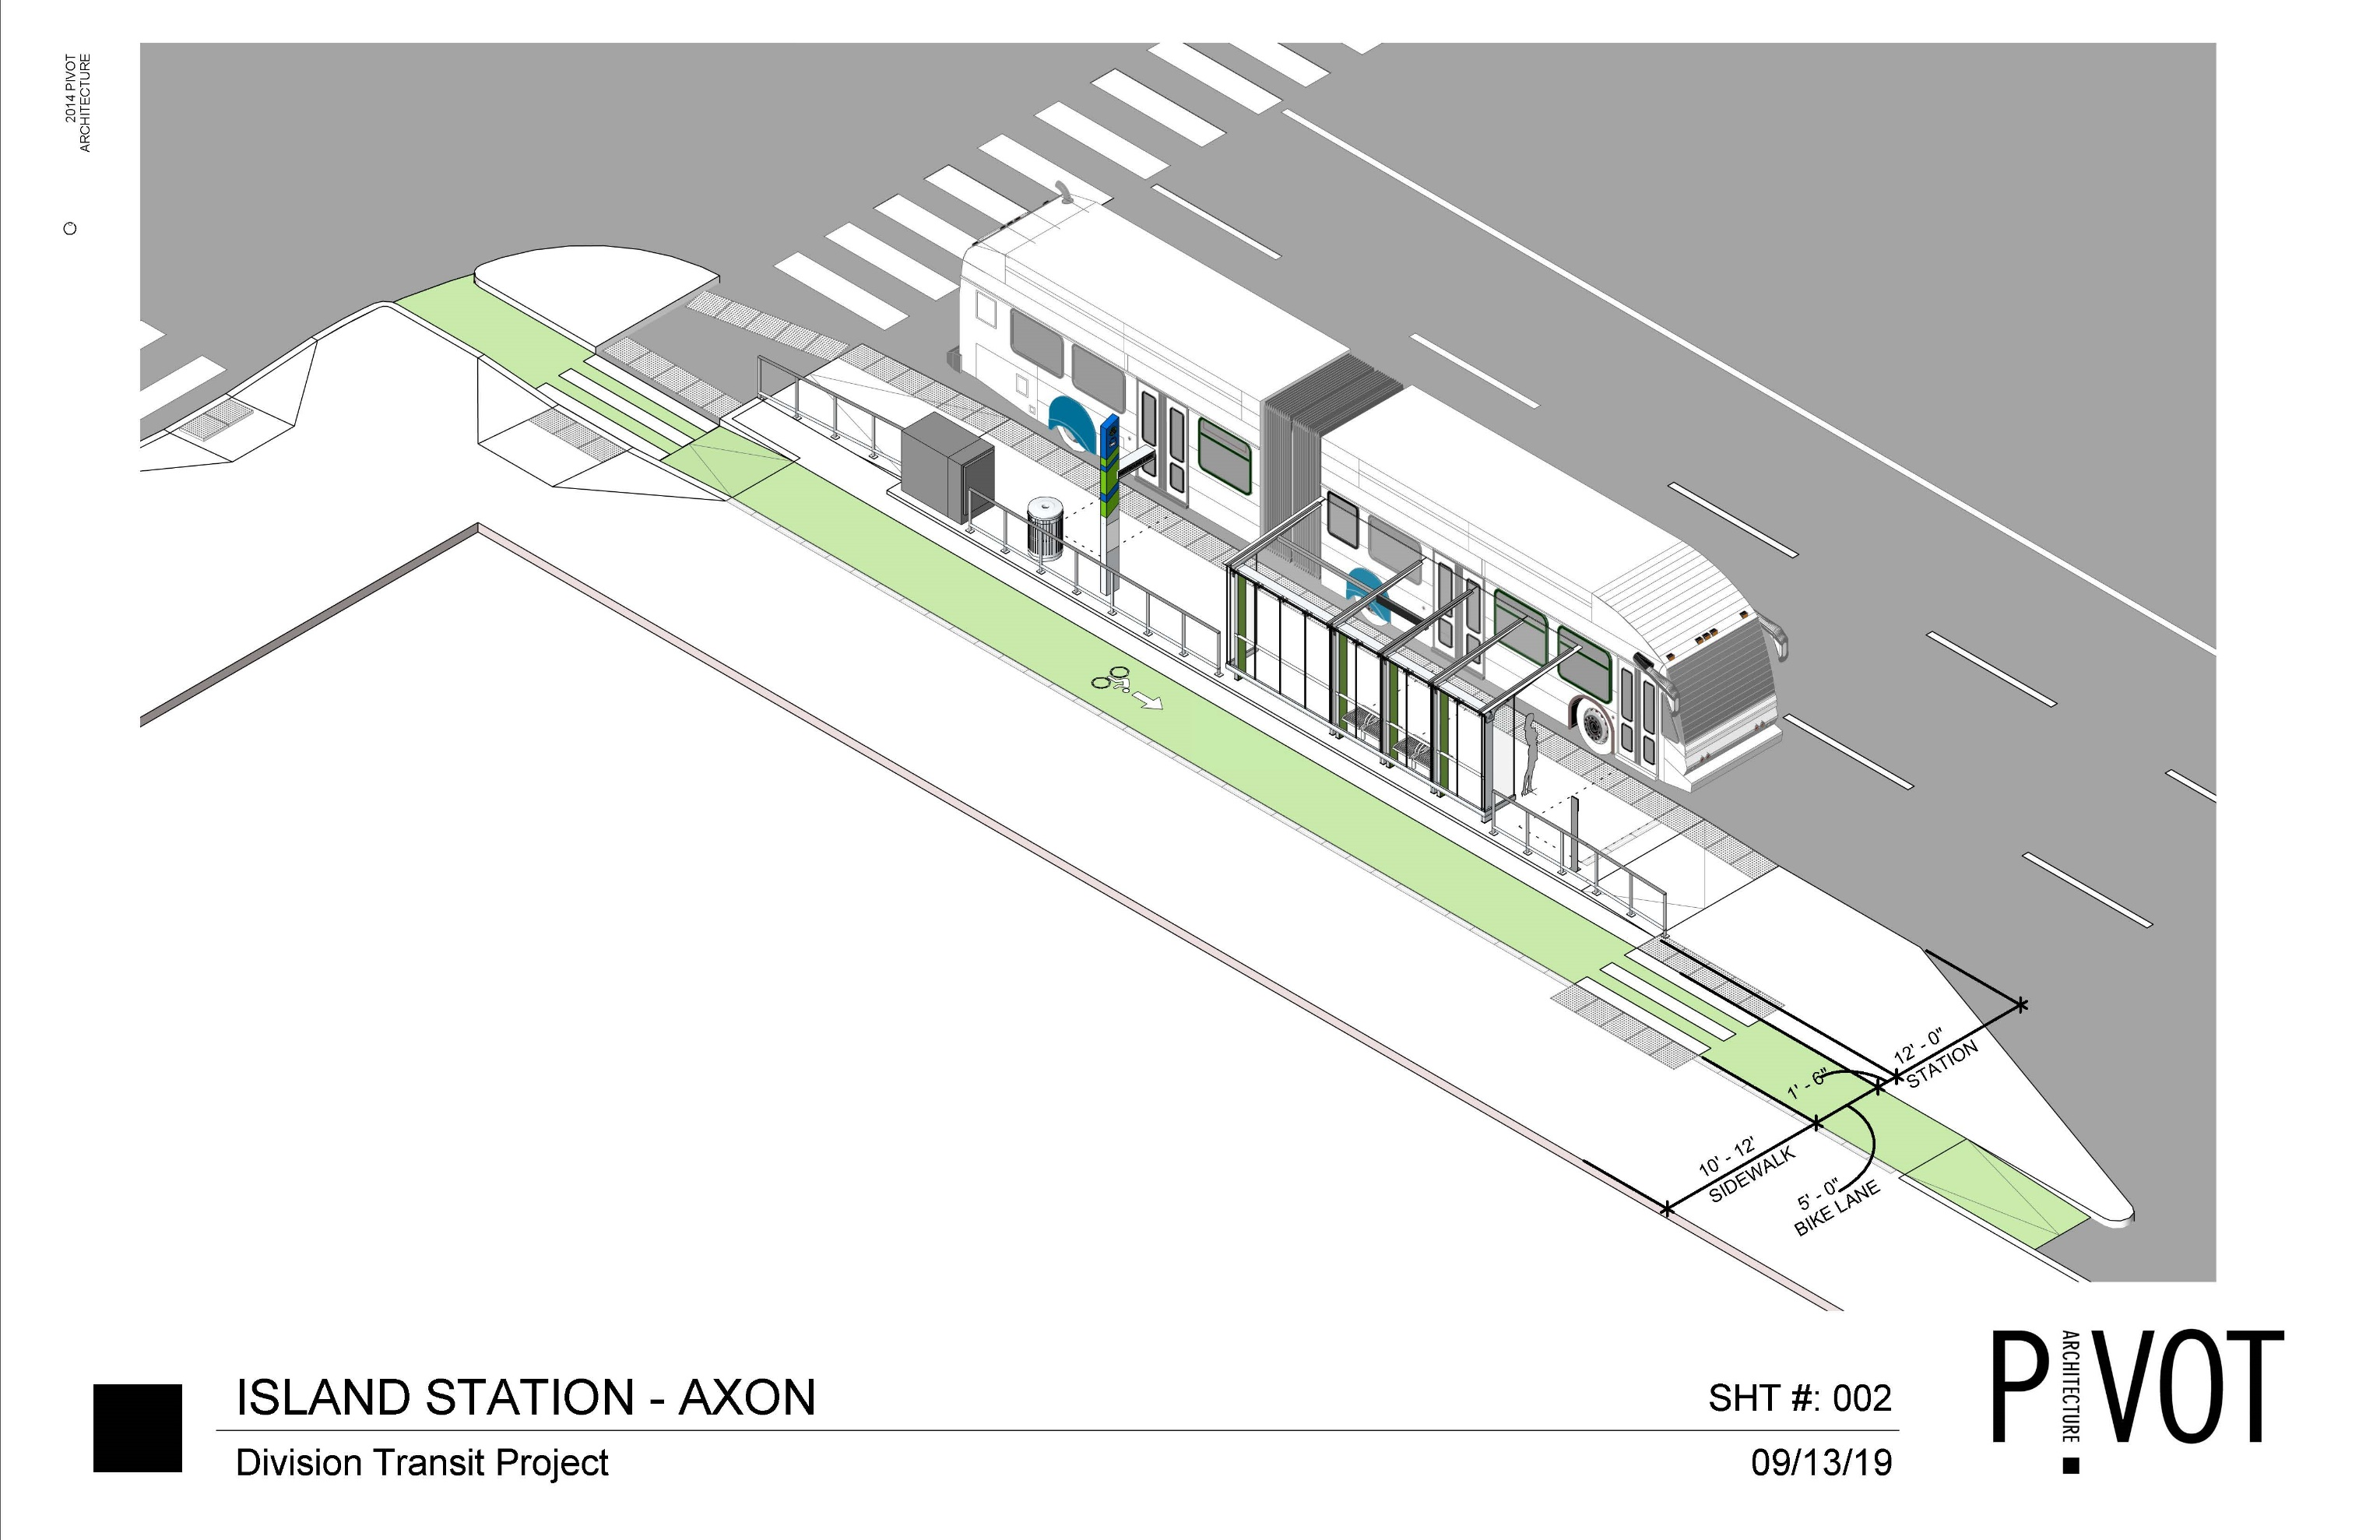 2014 PIVOT
ARCHITECTURE
C
12' - 0"
STATION
1' - 6"
10' - 12'
SIDEWALK
5' - 0"
BIKE LANE
ISLAND STATION - AXON
SHT #: 002
Division Transit Project
09/13/19
PIVOT
ARCHITECTURE